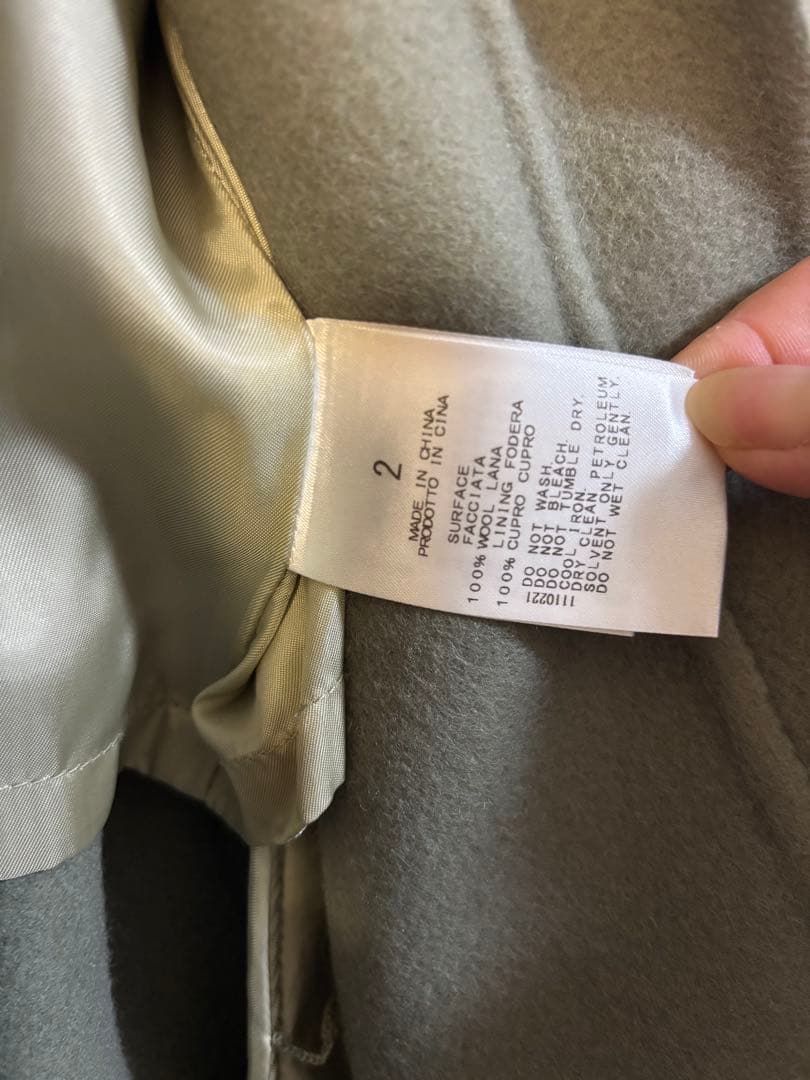 2
MADE IN CHINA
PRODOTTO IN CINA
SURFACE
FACCIATA
100% WOOL LANA
LINING FODERA
100% CUPRO CUPRO
DO NOT WASH.
DO NOT BLEACH.
DO NOT TUMBLE DRY.
COOL IRON.
DRY CLEAN. PETROLEUM
SOLVENT ONLY GENTLY.
DO NOT WET CLEAN.
1110221